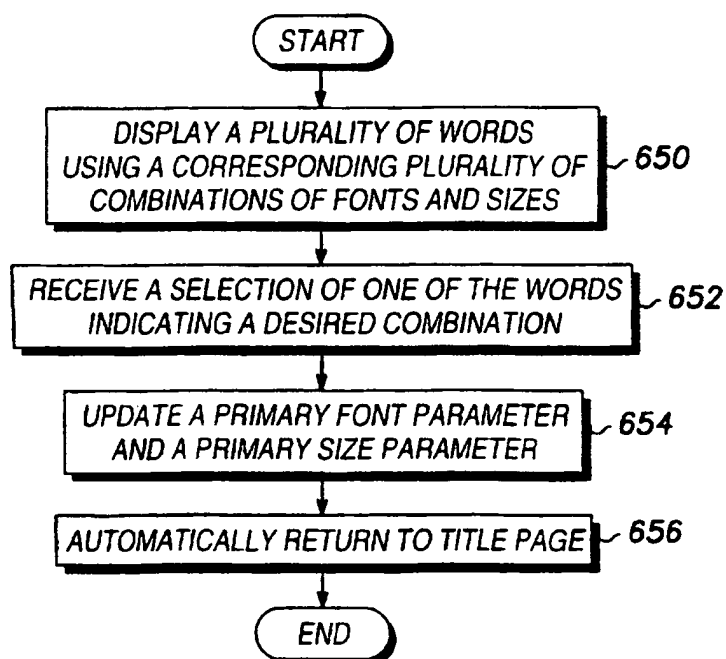 START
DISPLAY A PLURALITY OF WORDS
USING A CORRESPONDING PLURALITY OF
COMBINATIONS OF FONTS AND SIZES
650
RECEIVE A SELECTION OF ONE OF THE WORDS
INDICATING A DESIRED COMBINATION
652
UPDATE A PRIMARY FONT PARAMETER
AND A PRIMARY SIZE PARAMETER
654
AUTOMATICALLY RETURN TO TITLE PAGE
656
END